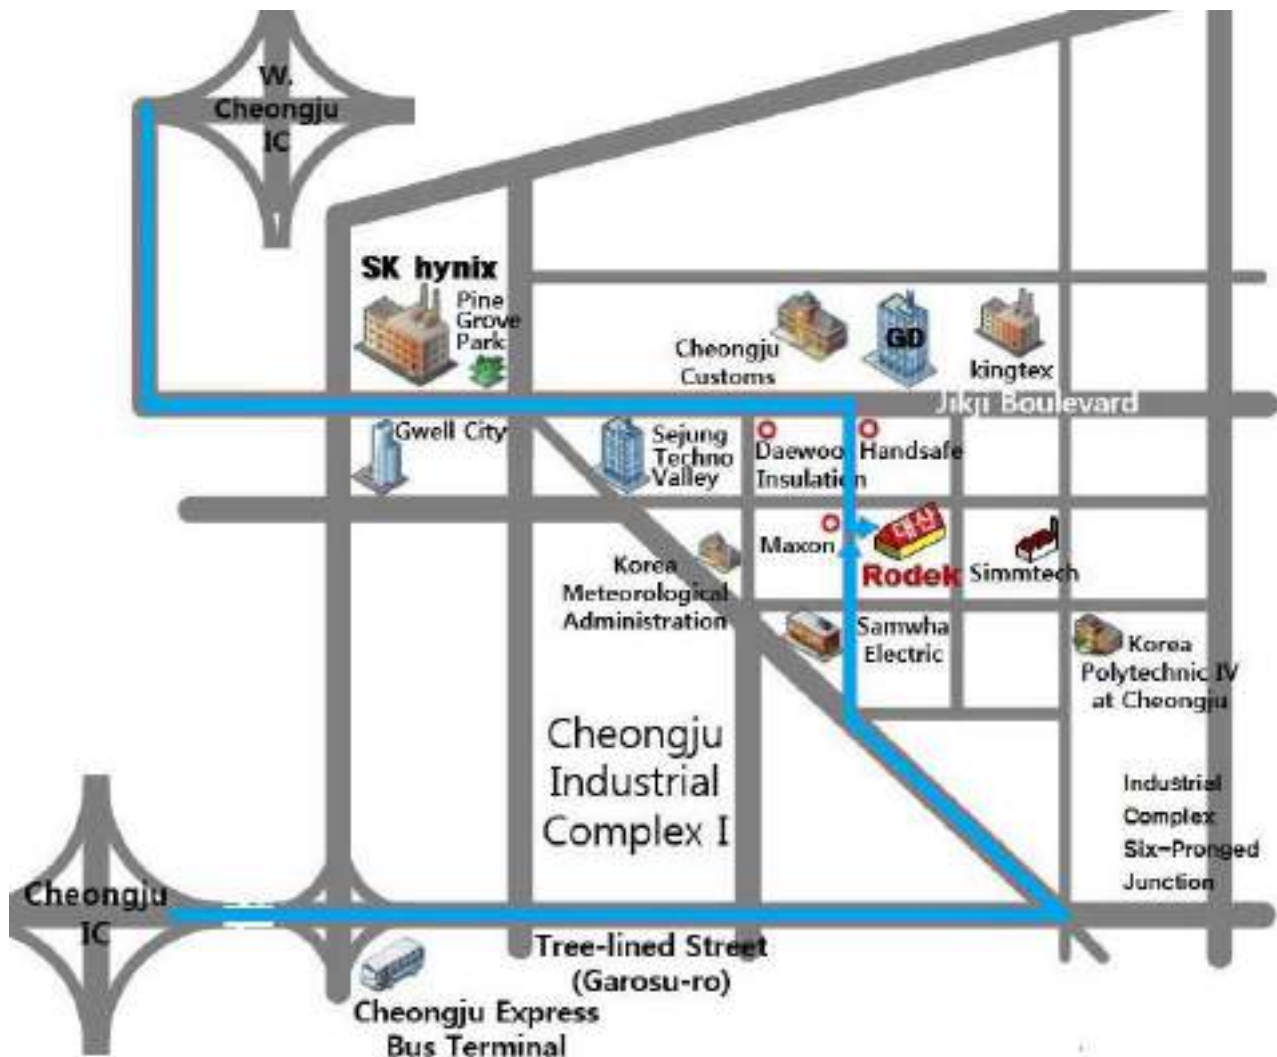 W.
Cheongju
IC
SK hynix
Pine
Grove
Park
Cheongju
Customs
GD
kingtex
Jikji Boulevard
Gwell City
Sejung
Techno
Valley
Daewoo
Insulation
Handsafe
Maxon
대산
Rodek
Simmtech
Korea
Meteorological
Administration
Samwha
Electric
Korea
Polytechnic IV
at Cheongju
Cheongju
Industrial
Complex I
Industrial
Complex
Six-Pronged
Junction
Cheongju
IC
Tree-lined Street
(Garosu-ro)
Cheongju Express
Bus Terminal